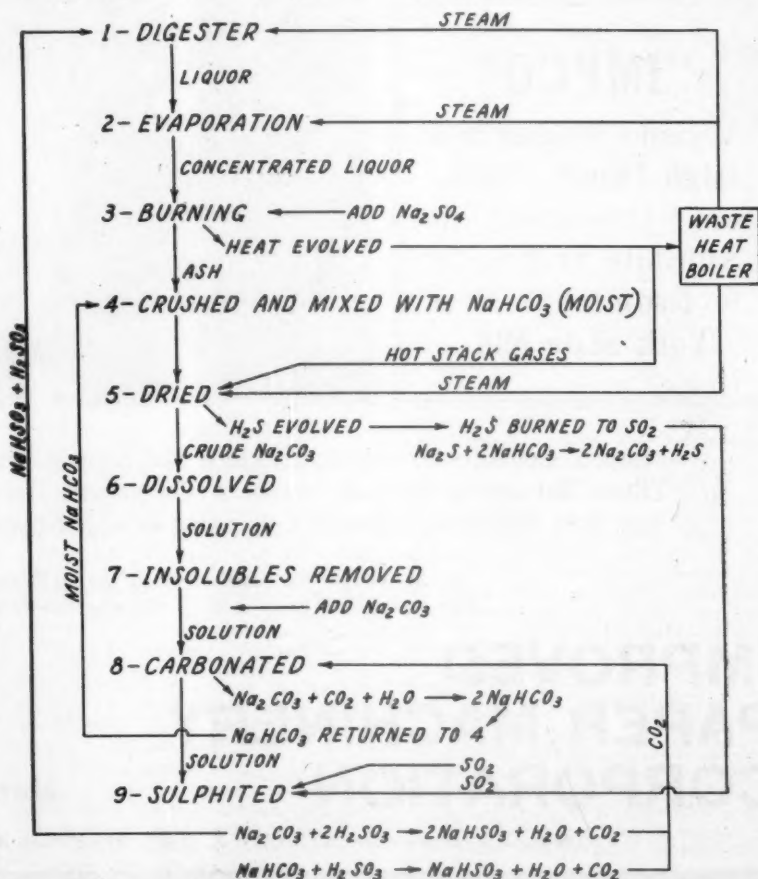 STEAM
1-DIGESTER
LIQUOR
STEAM
2-EVAPORATION
CONCENTRATED LIQUOR
3-BURNING
ADD Na2SO4
WASTE
HEAT
BOILER
HEAT EVOLVED
ASH
4-CRUSHED AND MIXED WITH NaHCO3 (MOIST)
HOT STACK GASES
STEAM
5-DRIED
H2S EVOLVED
H2S BURNED TO SO2
CRUDE Na2CO3
Na2S+2NaHCO3→2Na2CO3+H2S
6-DISSOLVED
SOLUTION
7-INSOLUBLES REMOVED
ADD Na2CO3
SOLUTION
8-CARBONATED
Na2CO3+CO2+H2O→2NaHCO3
NaHCO3 RETURNED TO 4
SOLUTION
SO2
SO2
9-SULPHITED
Na2CO3+2H2SO3→2NaHSO3+H2O+CO2
NaHCO3+H2SO3→NaHSO3+H2O+CO2
NaHSO3+H2SO3
MOIST NaHCO3
CO2